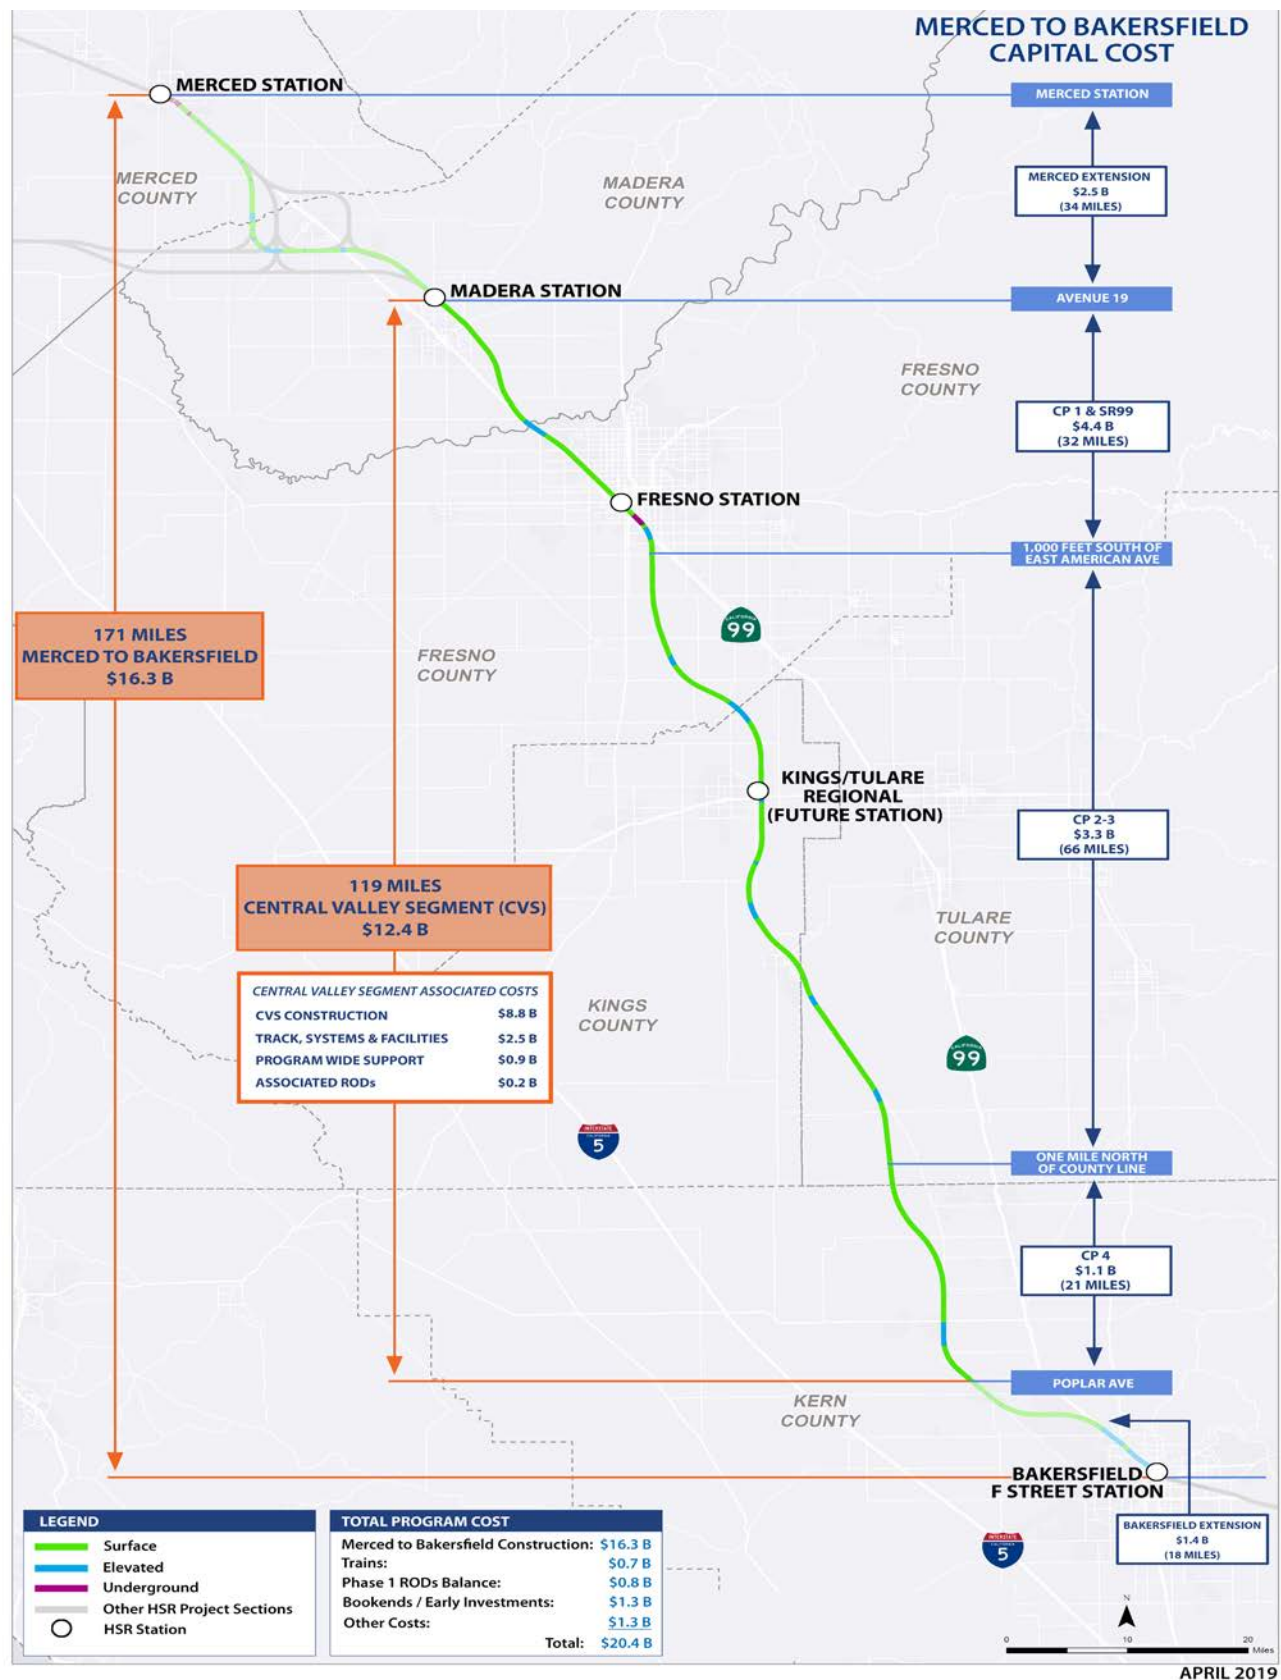 MERCED TO BAKERSFIELD
CAPITAL COST
MERCED STATION
MERCED STATION
MERCED
COUNTY
MADERA
COUNTY
MERCED EXTENSION
$2.5 B
(34 MILES)
MADERA STATION
AVENUE 19
FRESNO
COUNTY
CP 1 & SR99
$4.4 B
(32 MILES)
FRESNO STATION
1,000 FEET SOUTH OF
EAST AMERICAN AVE
CALIFORNIA
99
171 MILES
MERCED TO BAKERSFIELD
$16.3 B
FRESNO
COUNTY
KINGS/TULARE
REGIONAL
(FUTURE STATION)
CP 2-3
$3.3 B
(66 MILES)
119 MILES
CENTRAL VALLEY SEGMENT (CVS)
$12.4 B
TULARE
COUNTY
CENTRAL VALLEY SEGMENT ASSOCIATED COSTS
CVS CONSTRUCTION $8.8 B
TRACK, SYSTEMS & FACILITIES $2.5 B
PROGRAM WIDE SUPPORT $0.9 B
ASSOCIATED RODs $0.2 B
KINGS
COUNTY
CALIFORNIA
99
INTERSTATE
CALIFORNIA
5
ONE MILE NORTH
OF COUNTY LINE
CP 4
$1.1 B
(21 MILES)
POPLAR AVE
KERN
COUNTY
BAKERSFIELD
F STREET STATION
BAKERSFIELD EXTENSION
$1.4 B
(18 MILES)
INTERSTATE
CALIFORNIA
5
LEGEND
Surface
Elevated
Underground
Other HSR Project Sections
HSR Station
TOTAL PROGRAM COST
Merced to Bakersfield Construction: $16.3 B
Trains: $0.7 B
Phase 1 RODs Balance: $0.8 B
Bookends / Early Investments: $1.3 B
Other Costs: $1.3 B
Total: $20.4 B
N
0 10 20
Miles
APRIL 2019